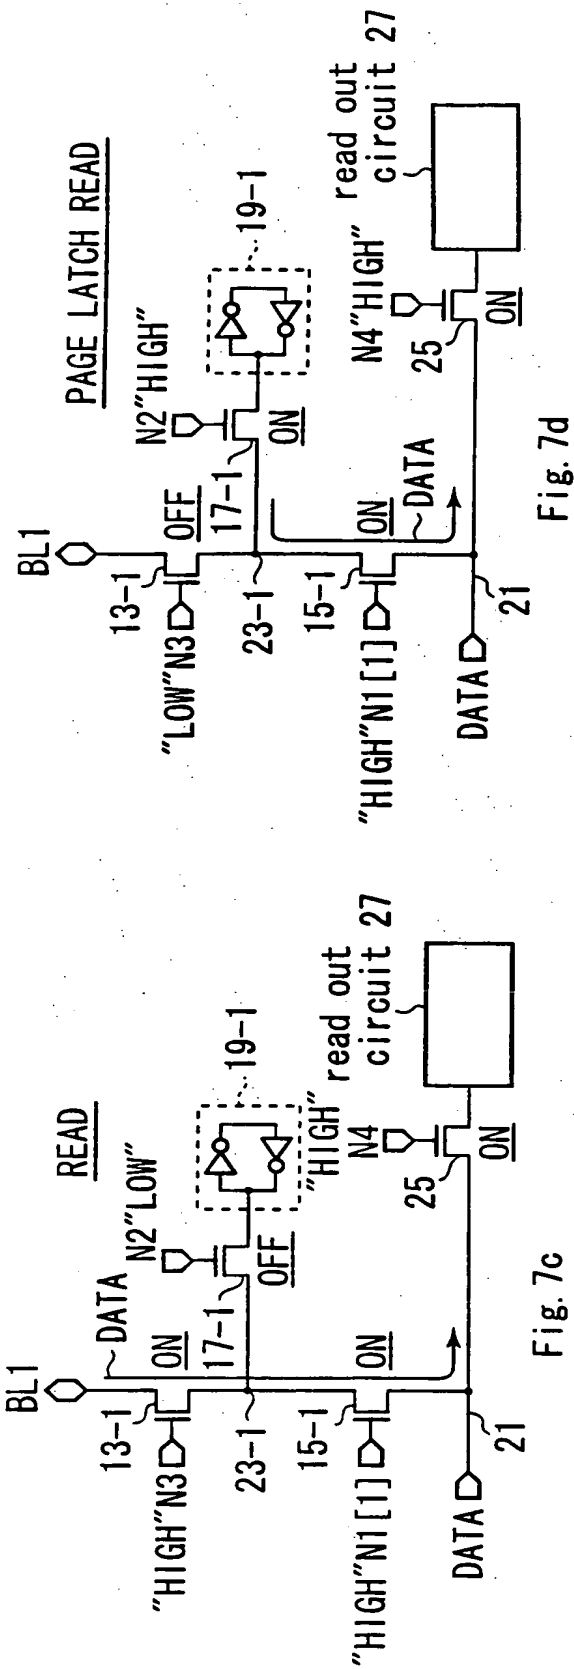 READ
BL1
DATA
"HIGH"N3
13-1
ON
N2"LOW"
17-1
OFF
19-1
23-1
"HIGH"
N4
read out
circuit 27
"HIGH"N1[1]
15-1
ON
25
ON
DATA
21
Fig. 7c
PAGE LATCH READ
BL1
"LOW"N3
13-1
OFF
N2"HIGH"
17-1
ON
19-1
23-1
N4"HIGH"
read out
circuit 27
"HIGH"N1[1]
15-1
ON
DATA
25
ON
DATA
21
Fig. 7d